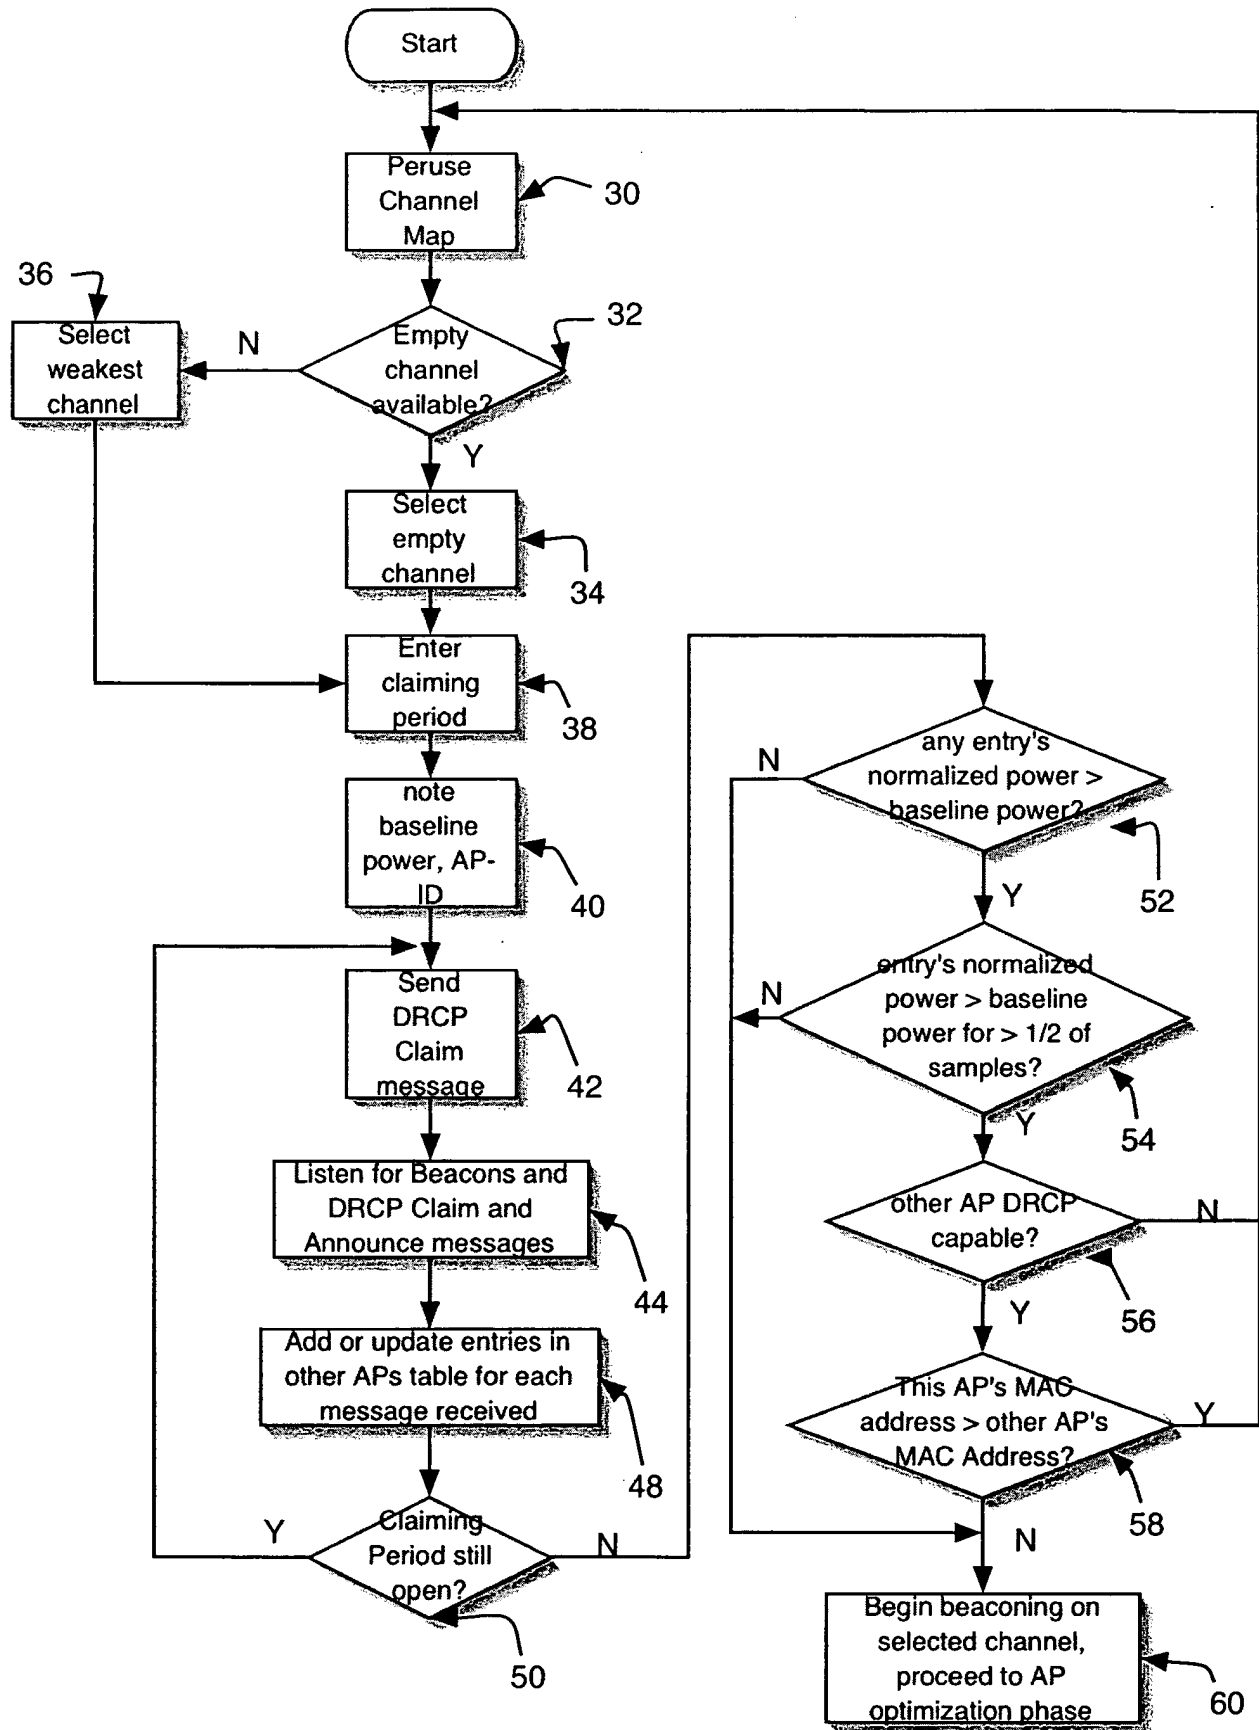 Start
Peruse
Channel
Map
30
36
Select
weakest
channel
N
Empty
channel
available?
32
Y
Select
empty
channel
34
Enter
claiming
period
38
note
baseline
power, AP-
ID
40
Send
DRCP
Claim
message
42
Listen for Beacons and
DRCP Claim and
Announce messages
44
Add or update entries in
other APs table for each
message received
48
Y
Claiming
Period still
open?
N
50
any entry's
normalized power >
baseline power?
N
52
Y
entry's normalized
power > baseline
power for > 1/2 of
samples?
N
54
Y
other AP DRCP
capable?
N
56
Y
This AP's MAC
address > other AP's
MAC Address?
Y
58
N
Begin beaconing on
selected channel,
proceed to AP
optimization phase
60